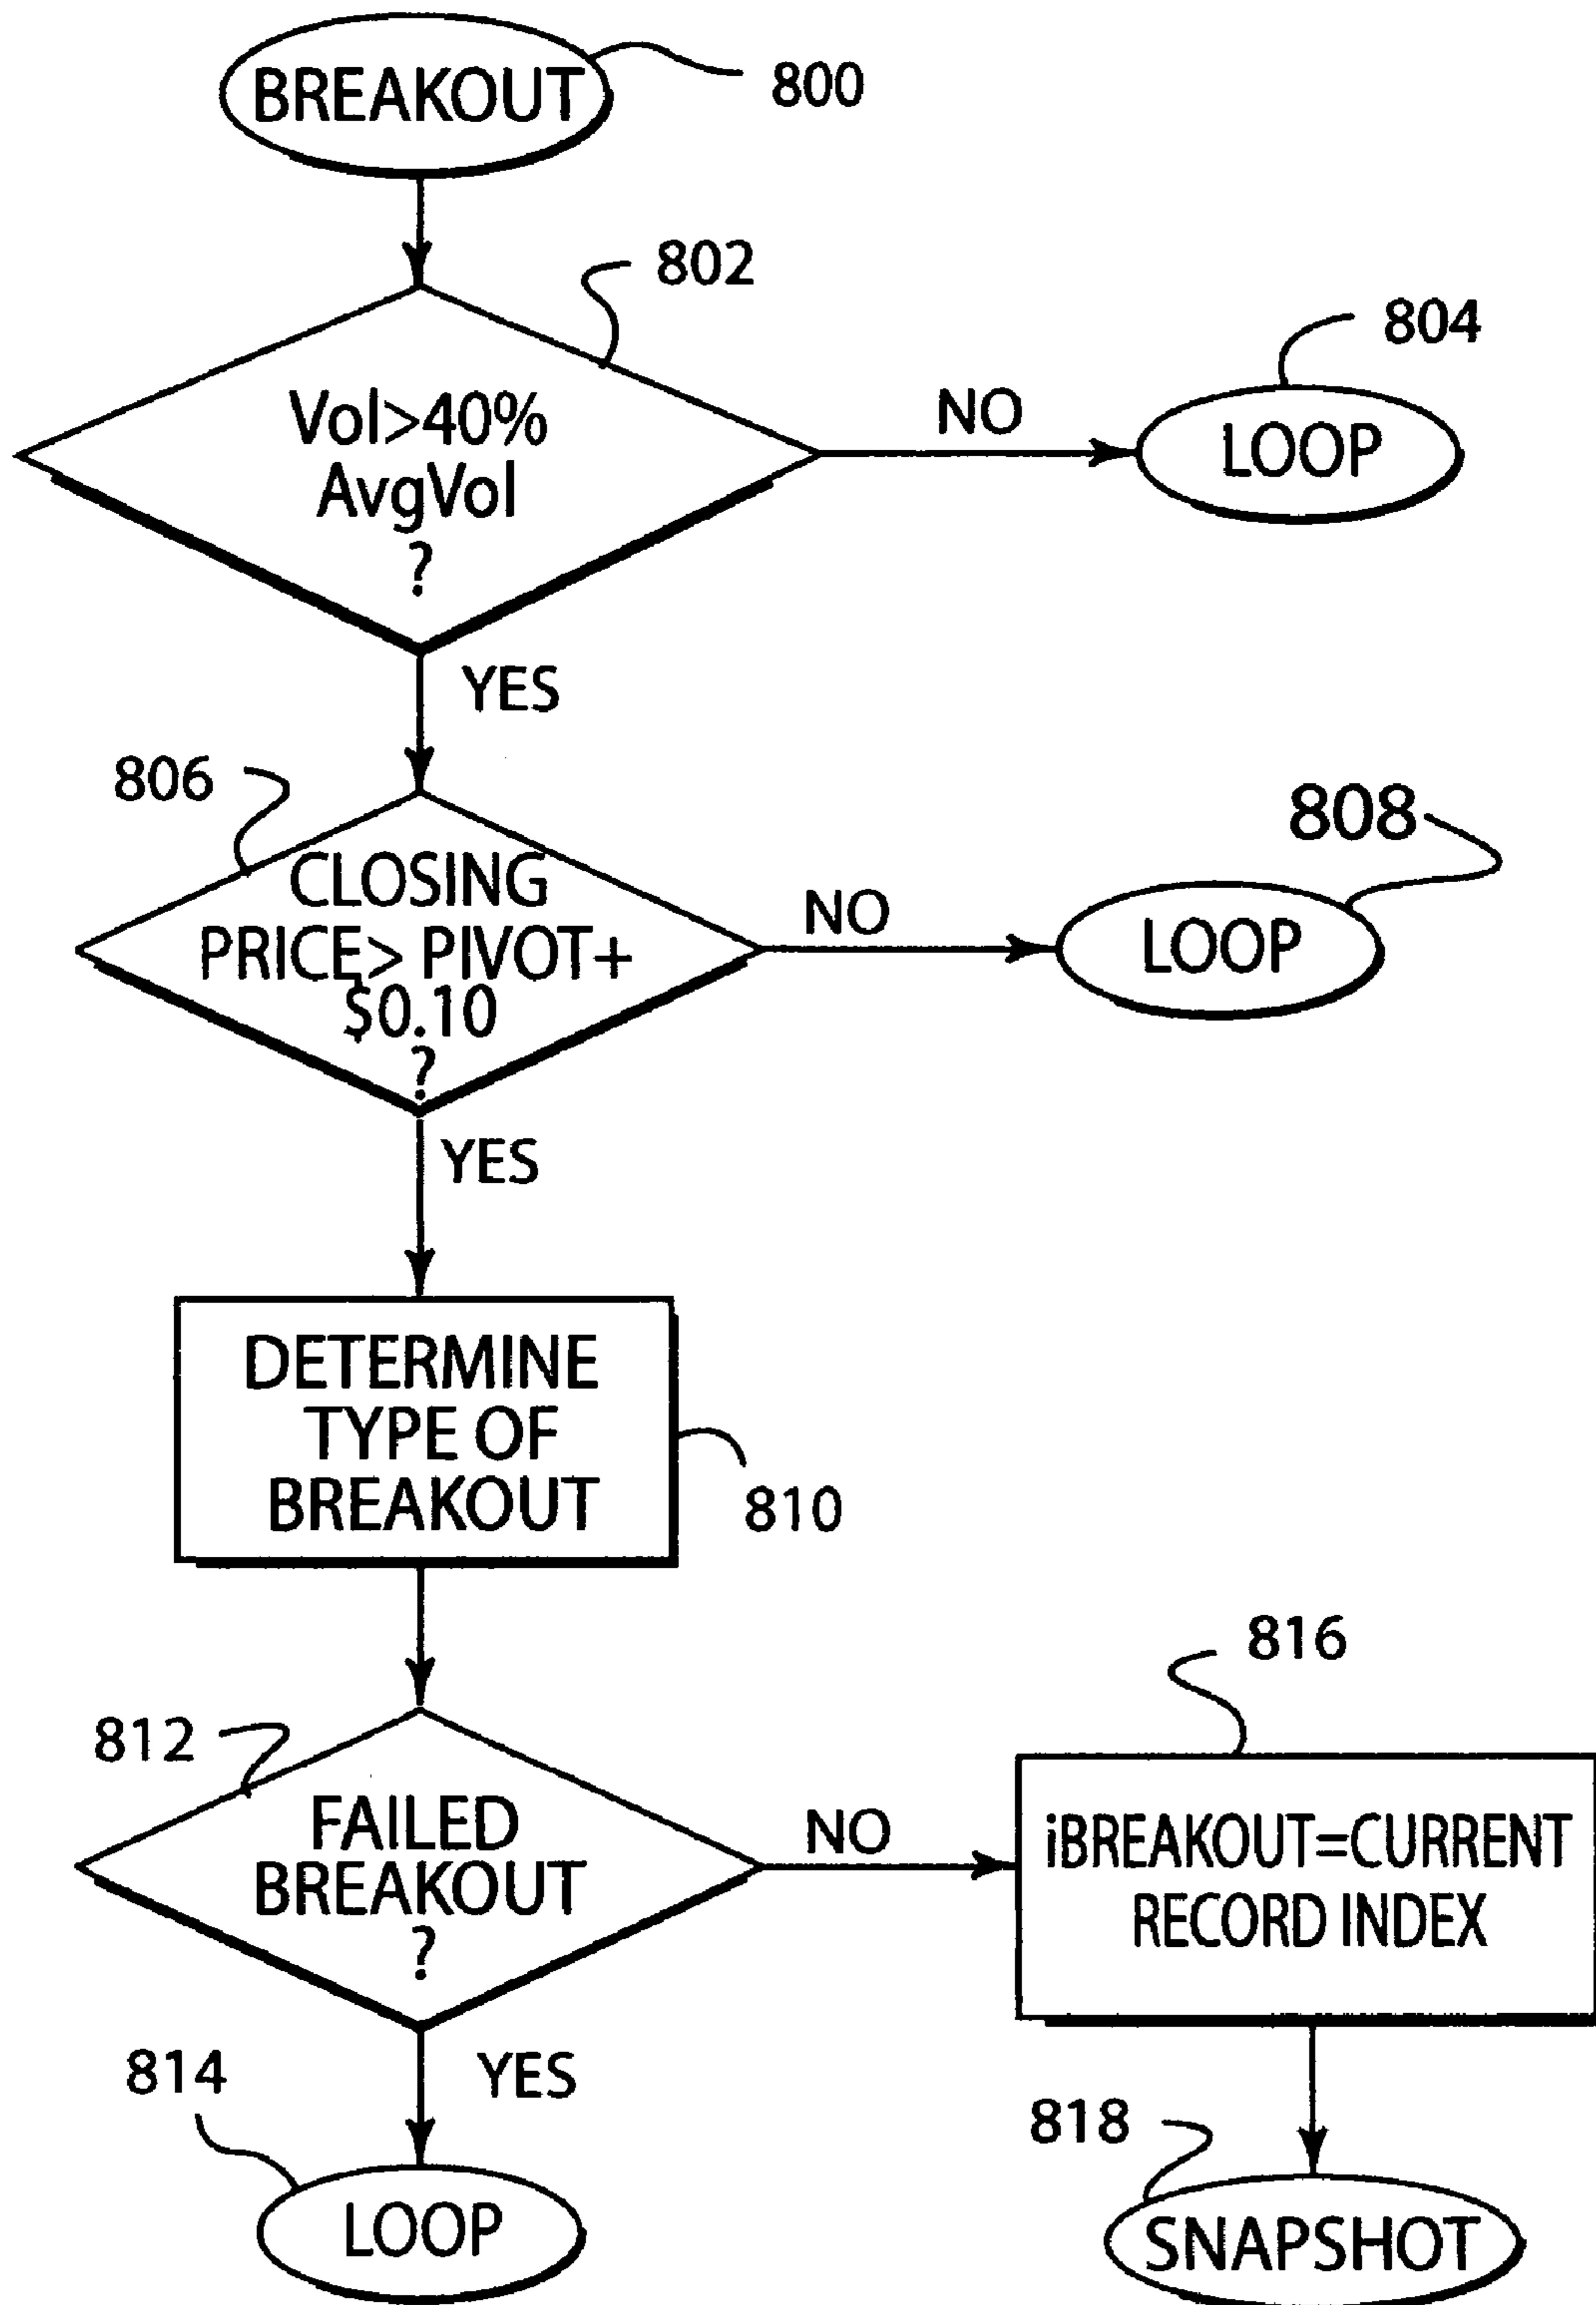 BREAKOUT
800
802
804
Vol>40%
AvgVol
?
NO
LOOP
YES
806
808
CLOSING
PRICE> PIVOT+
$0.10
?
NO
LOOP
YES
DETERMINE
TYPE OF
BREAKOUT
810
816
812
FAILED
BREAKOUT
?
NO
iBREAKOUT=CURRENT
RECORD INDEX
YES
814
818
LOOP
SNAPSHOT